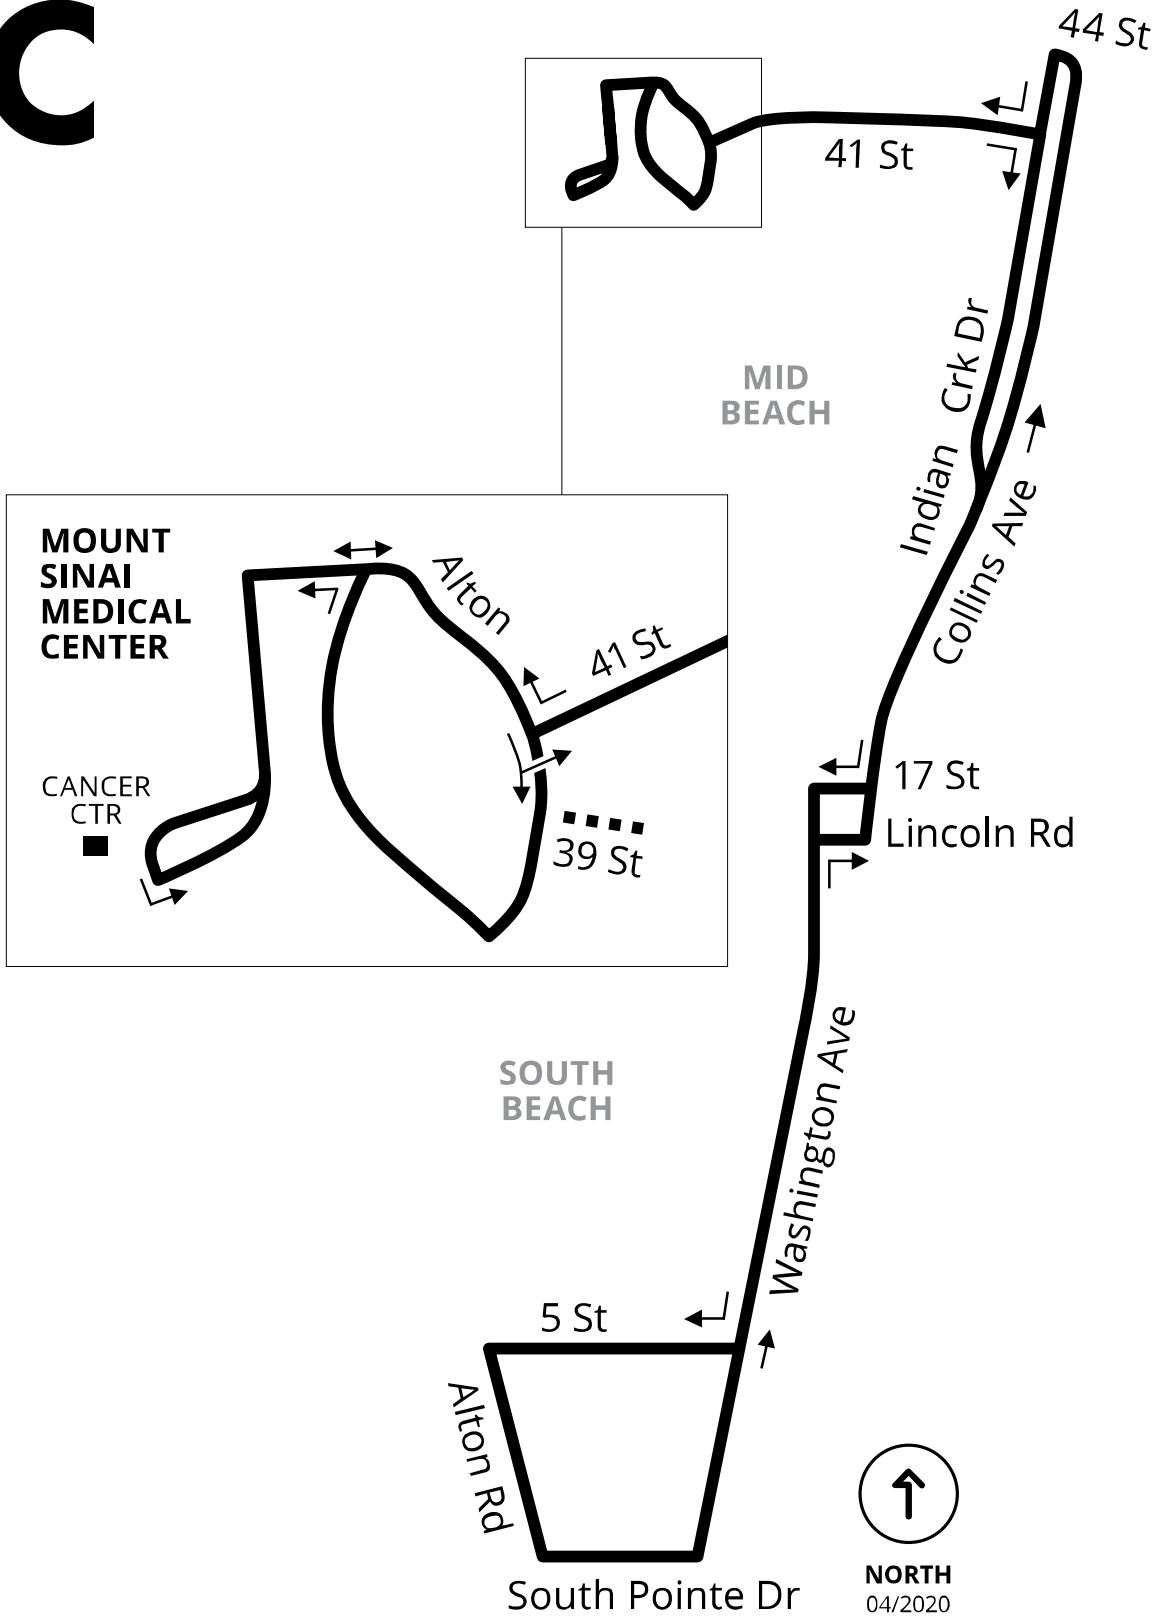 C
44 St
41 St
Indian Crk Dr
MID
BEACH
Collins Ave
MOUNT
SINAI
MEDICAL
CENTER
Alton
41 St
CANCER
CTR
39 St
17 St
Lincoln Rd
SOUTH
BEACH
Washington Ave
5 St
Alton Rd
South Pointe Dr
NORTH
04/2020